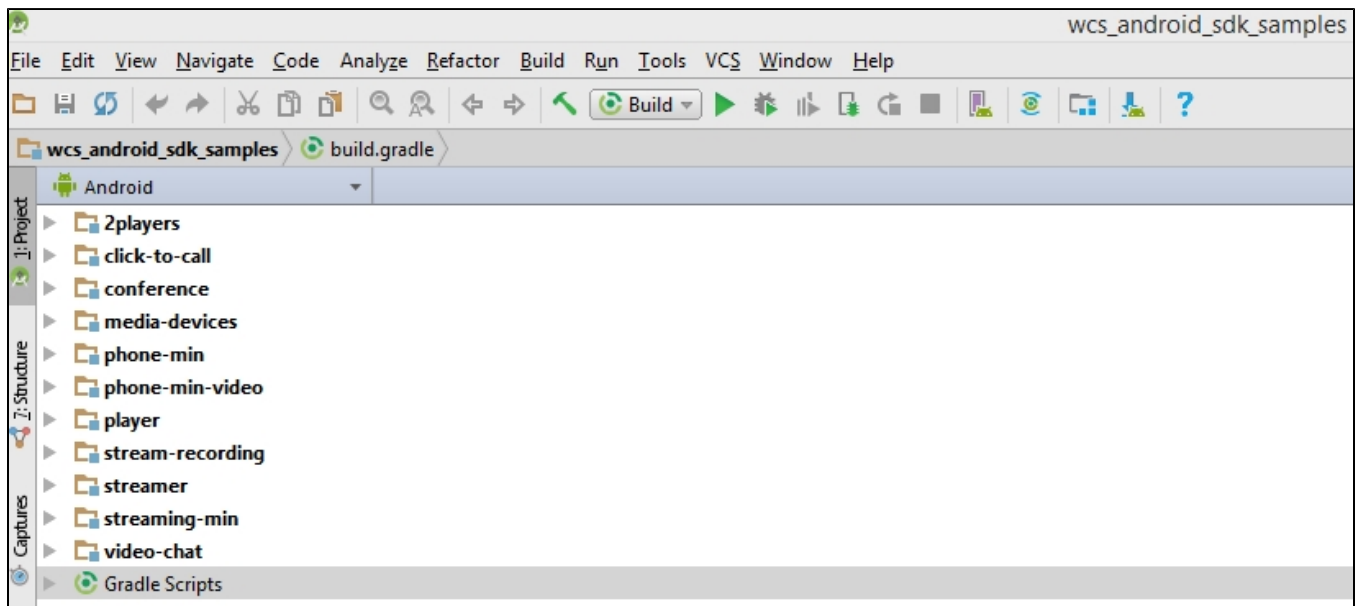 wcs_android_sdk_samples
File Edit View Navigate Code Analyze Refactor Build Run Tools VCS Window Help
Build
?
wcs_android_sdk_samples build.gradle
Android
1: Project
2players
click-to-call
conference
media-devices
7: Structure
phone-min
phone-min-video
player
stream-recording
Captures
streamer
streaming-min
video-chat
Gradle Scripts